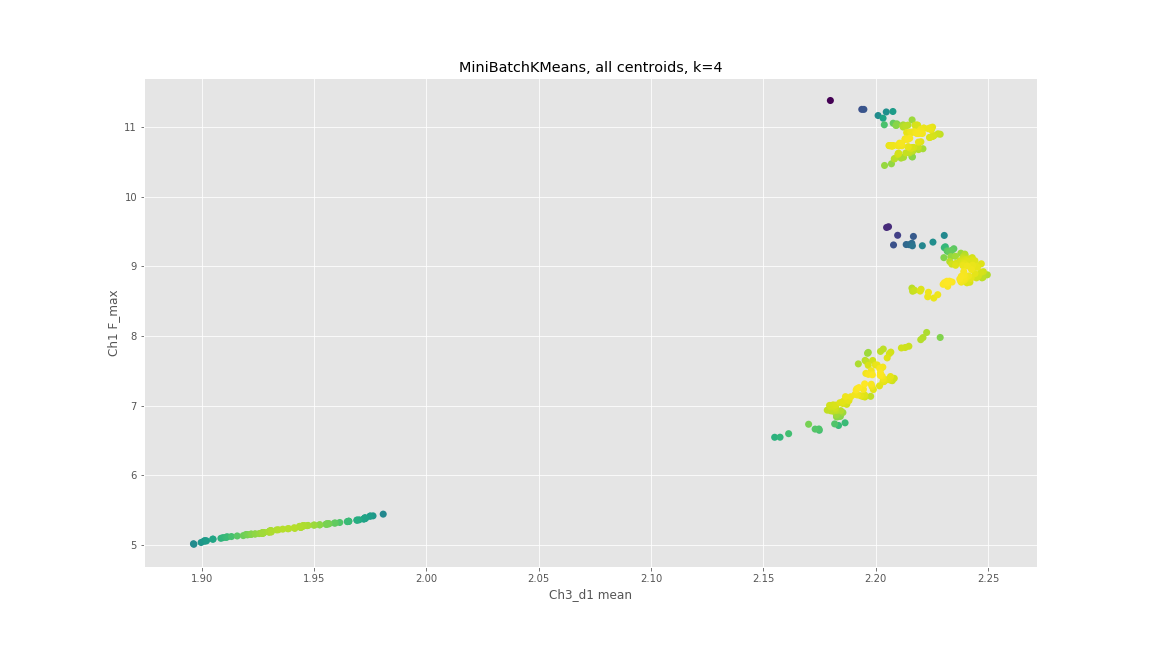 MiniBatchKMeans, all centroids, k=4
11
10
9
8
7
6
5
Ch1 F_max
1.90 1.95 2.00 2.05 2.10 2.15 2.20 2.25
Ch3_d1 mean